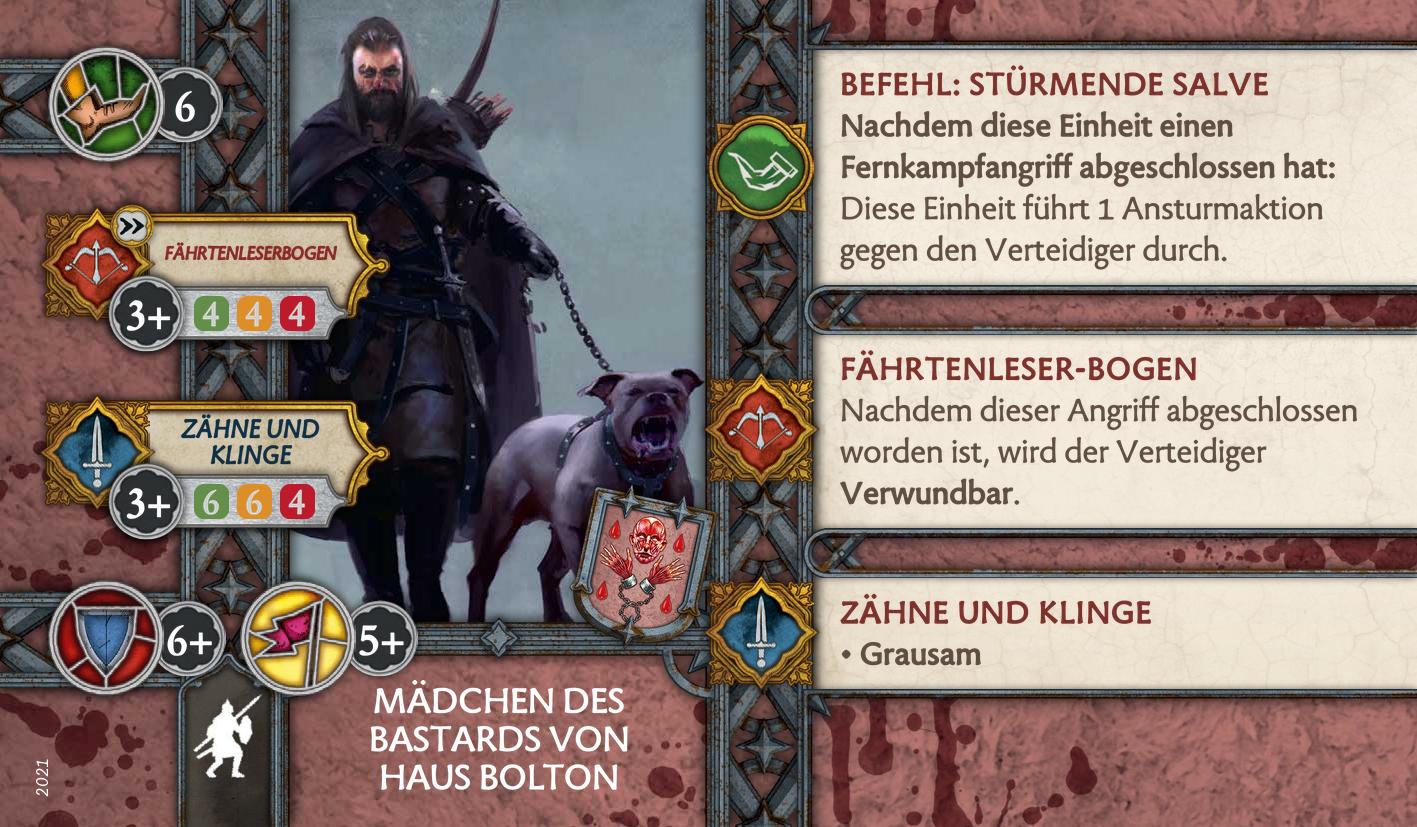 6
FÄHRTENLESERBOGEN
3+ 4 4 4
ZÄHNE UND
KLINGE
3+ 6 6 4
6+ 5+
MÄDCHEN DES
BASTARDS VON
HAUS BOLTON
2021
BEFEHL: STÜRMENDE SALVE
Nachdem diese Einheit einen
Fernkampfangriff abgeschlossen hat:
Diese Einheit führt 1 Ansturmaktion
gegen den Verteidiger durch.
FÄHRTENLESER-BOGEN
Nachdem dieser Angriff abgeschlossen
worden ist, wird der Verteidiger
Verwundbar.
ZÄHNE UND KLINGE
• Grausam